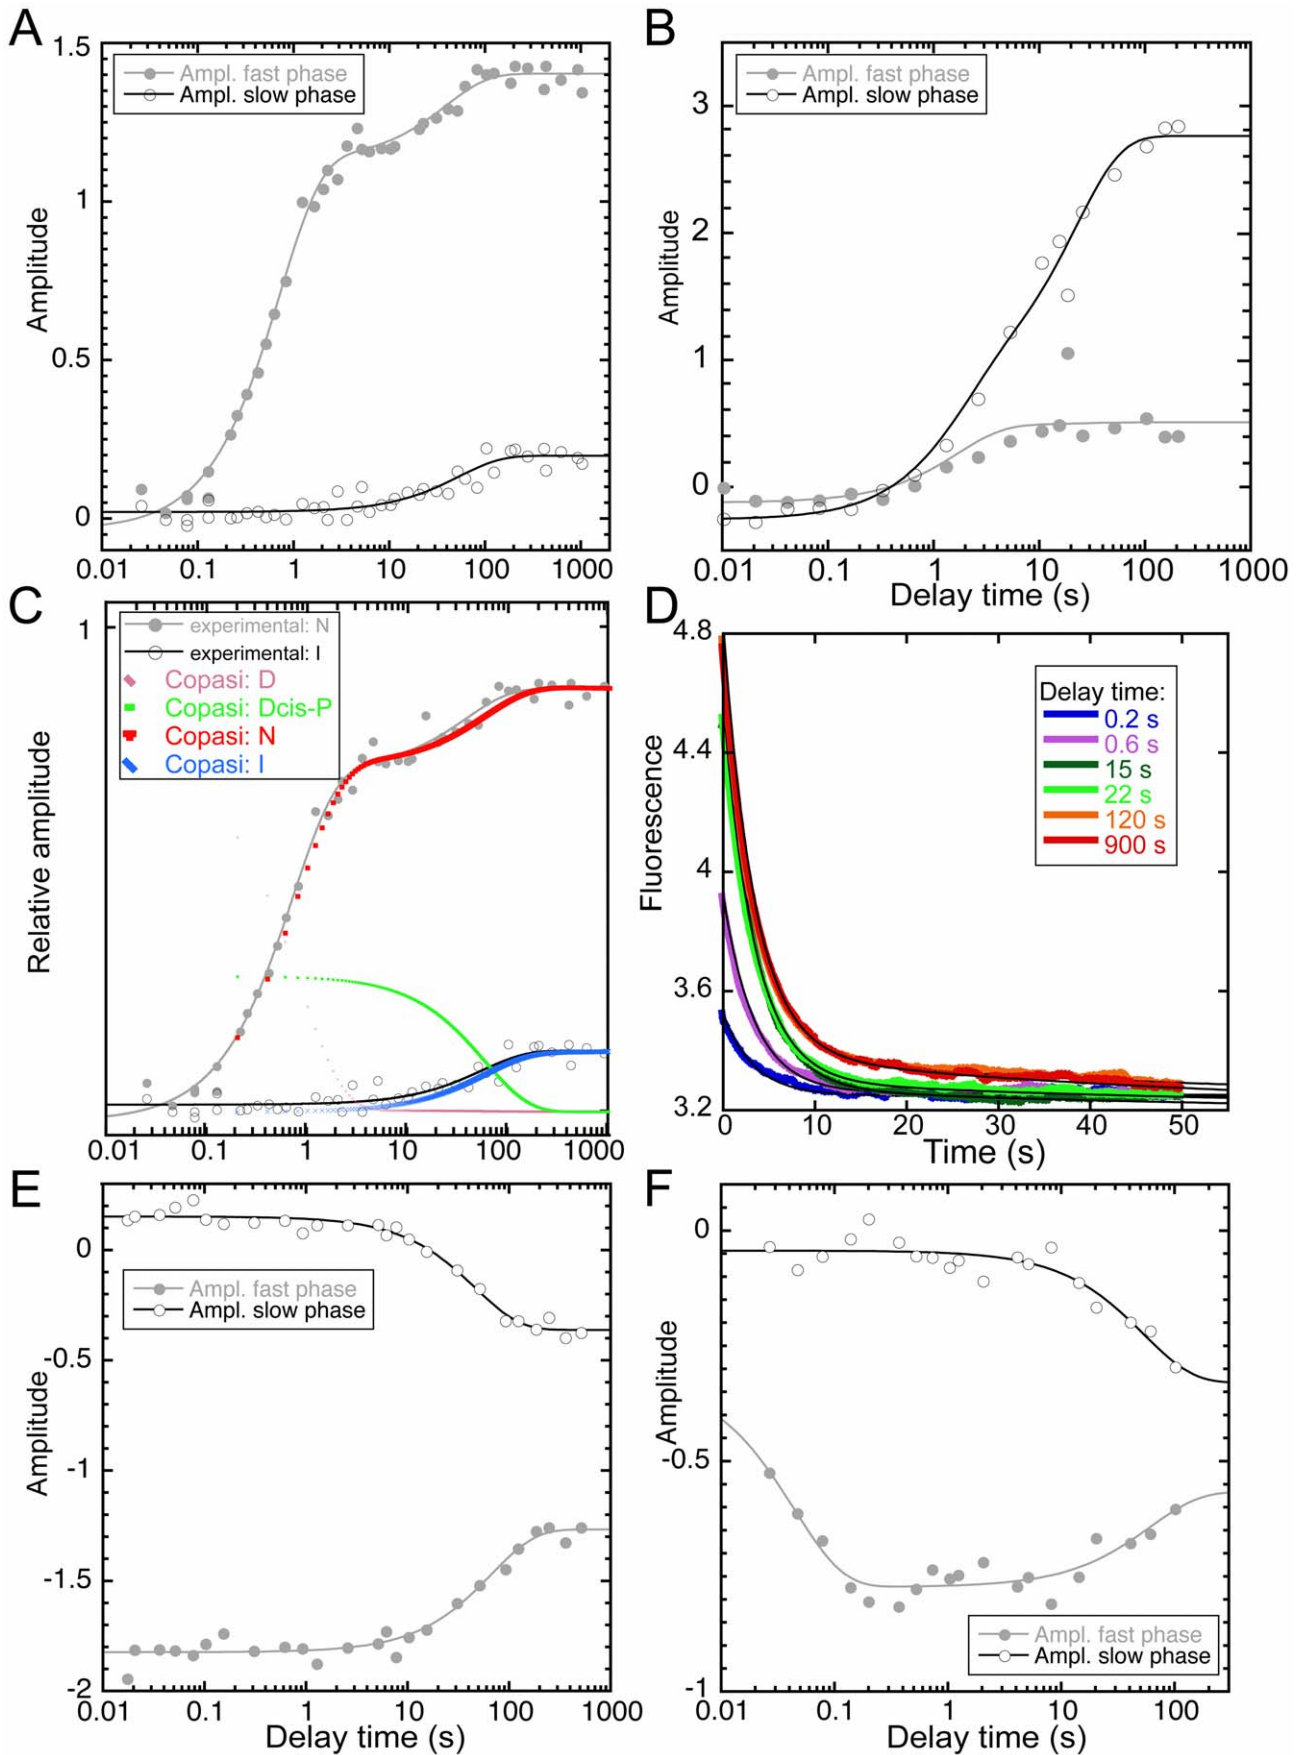 A
1.5
1
0.5
0
Amplitude
Ampl. fast phase
Ampl. slow phase
0.01 0.1 1 10 100 1000
B
3
2
1
0
Amplitude
Ampl. fast phase
Ampl. slow phase
0.01 0.1 1 10 100 1000
Delay time (s)
C
1
Relative amplitude
experimental: N
experimental: I
Copasi: D
Copasi: Dcis-P
Copasi: N
Copasi: I
0.01 0.1 1 10 100 1000
D
4.8
4.4
4
3.6
3.2
Fluorescence
Delay time:
0.2 s
0.6 s
15 s
22 s
120 s
900 s
0 10 20 30 40 50
Time (s)
E
0
-0.5
-1
-1.5
-2
Amplitude
Ampl. fast phase
Ampl. slow phase
0.01 0.1 1 10 100 1000
Delay time (s)
F
0
-0.5
-1
Amplitude
Ampl. fast phase
Ampl. slow phase
0.01 0.1 1 10 100
Delay time (s)